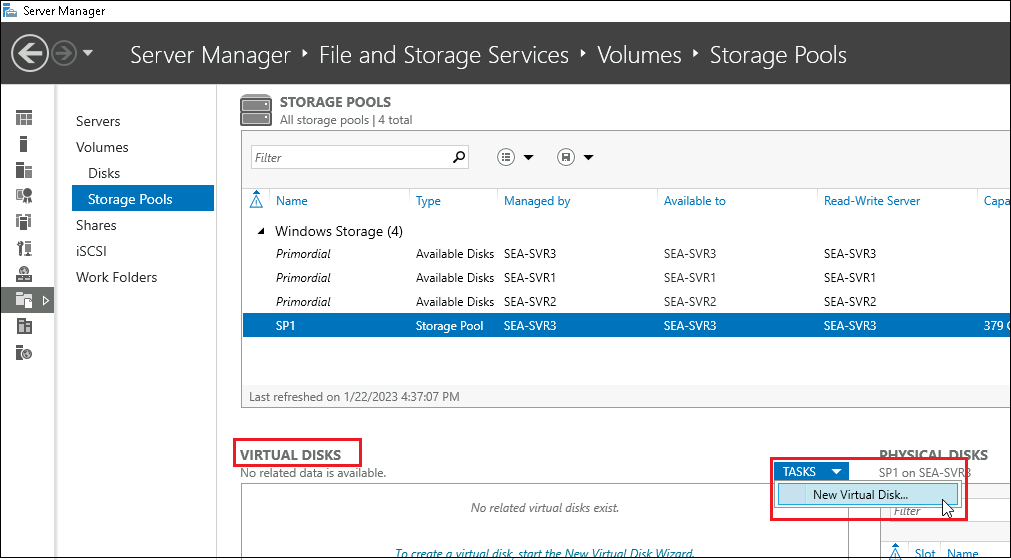 Server Manager
Server Manager ‣ File and Storage Services ‣ Volumes ‣ Storage Pools
Servers
Volumes
Disks
Storage Pools
Shares
iSCSI
Work Folders
STORAGE POOLS
All storage pools | 4 total
Filter
Name Type Managed by Available to Read-Write Server Capa
Windows Storage (4)
Primordial Available Disks SEA-SVR3 SEA-SVR3 SEA-SVR3
Primordial Available Disks SEA-SVR1 SEA-SVR1 SEA-SVR1
Primordial Available Disks SEA-SVR2 SEA-SVR2 SEA-SVR2
SP1 Storage Pool SEA-SVR3 SEA-SVR3 SEA-SVR3 379
Last refreshed on 1/22/2023 4:37:07 PM
VIRTUAL DISKS
No related data is available.
TASKS
New Virtual Disk...
No related virtual disks exist.
To create a virtual disk, start the New Virtual Disk Wizard.
PHYSICAL DISKS
SP1 on SEA-SVR3
Filter
Slot Name